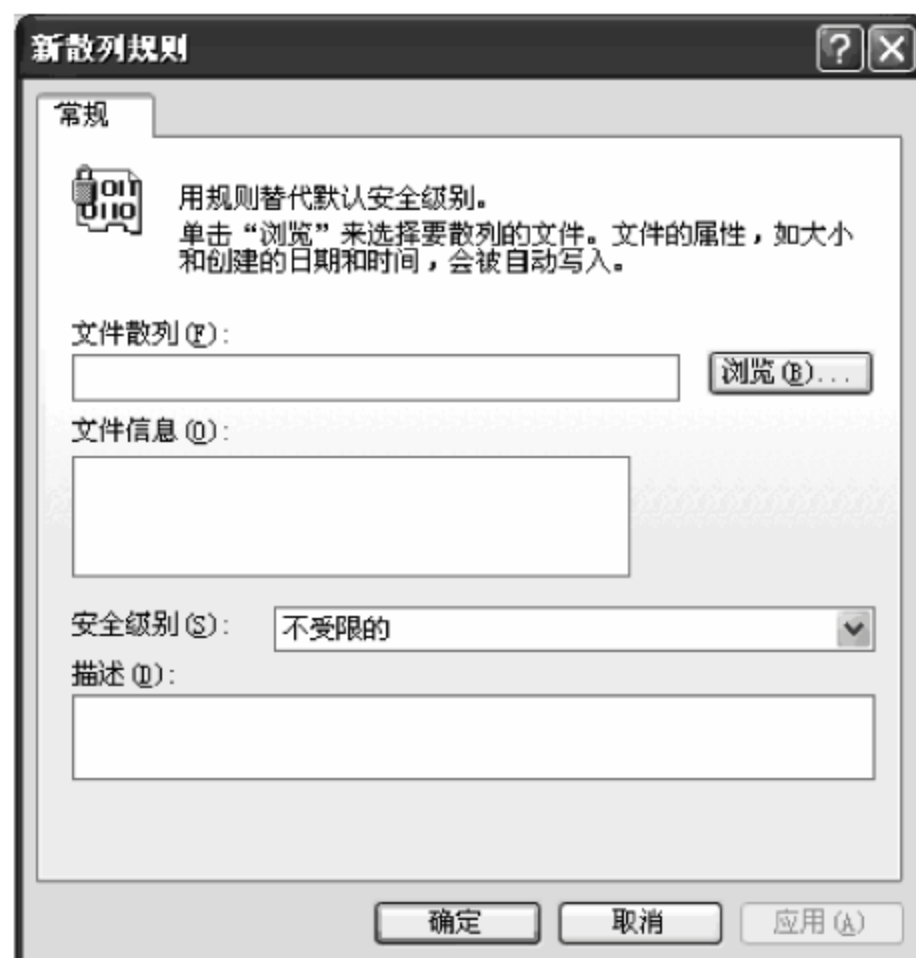 新散列规则
常规
用规则替代默认安全级别。
单击“浏览”来选择要散列的文件。文件的属性，如大小
和创建的日期和时间，会被自动写入。
文件散列(F):
浏览(B)...
文件信息(O):
安全级别(S): 不受限的
描述(D):
确定 取消 应用(A)